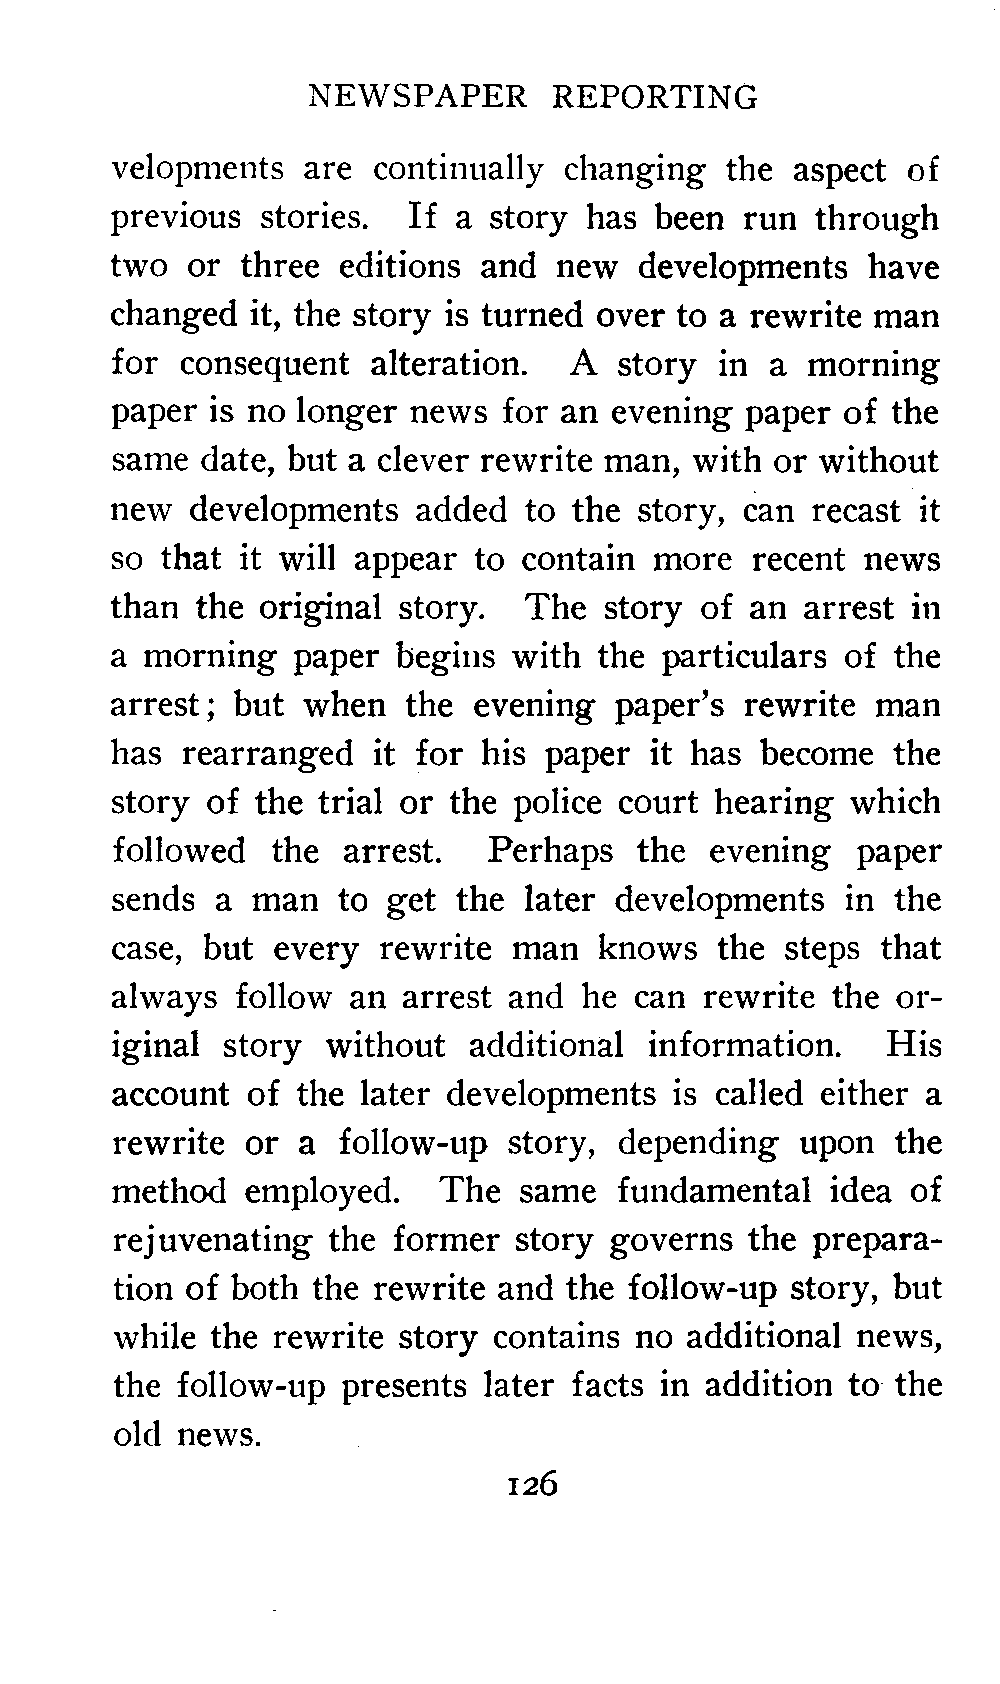 NEWSPAPER REPORTING
velopments are continually changing the aspect of
previous stories. If a story has been run through
two or three editions and new developments have
changed it, the story is turned over to a rewrite man
for consequent alteration. A story in a morning
paper is no longer news for an evening paper of the
same date, but a clever rewrite man, with or without
new developments added to the story, can recast it
so that it will appear to contain more recent news
than the original story. The story of an arrest in
a morning paper begins with the particulars of the
arrest; but when the evening paper's rewrite man
has rearranged it for his paper it has become the
story of the trial or the police court hearing which
followed the arrest. Perhaps the evening paper
sends a man to get the later developments in the
case, but every rewrite man knows the steps that
always follow an arrest and he can rewrite the or-
iginal story without additional information. His
account of the later developments is called either a
rewrite or a follow-up story, depending upon the
method employed. The same fundamental idea of
rejuvenating the former story governs the prepara-
tion of both the rewrite and the follow-up story, but
while the rewrite story contains no additional news,
the follow-up presents later facts in addition to the
old news.
126